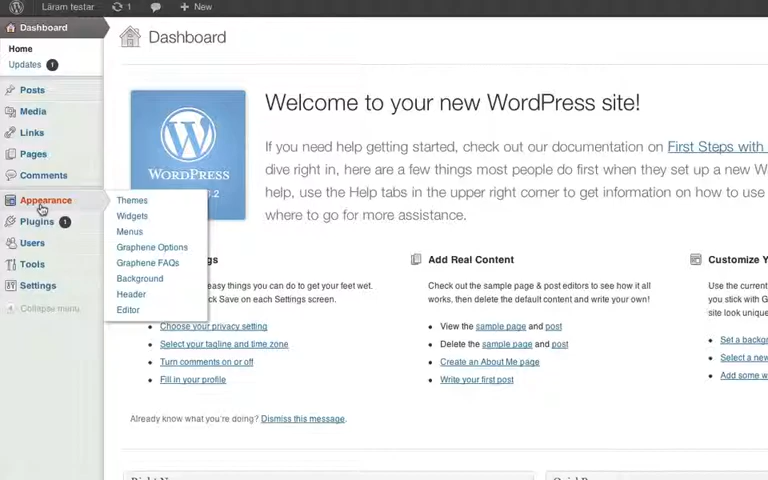 Läram testar 1 New
Dashboard
Dashboard
Home
Updates 1
Posts
Media
Links
Pages
Comments
Appearance
Plugins 1
Users
Tools
Settings
Collapse menu
Themes
Widgets
Menus
Graphene Options
Graphene FAQs
Background
Header
Editor
WORDPRESS
.2
Welcome to your new WordPress site!
If you need help getting started, check out our documentation on First Steps with
dive right in, here are a few things most people do first when they set up a new W
help, use the Help tabs in the upper right corner to get information on how to use
where to go for more assistance.
gs
easy things you can do to get your feet wet.
ck Save on each Settings screen.
Choose your privacy setting
Select your tagline and time zone
Turn comments on or off
Fill in your profile
Add Real Content
Check out the sample page & post editors to see how it all
works, then delete the default content and write your own!
View the sample page and post
Delete the sample page and post
Create an About Me page
Write your first post
Customize Y
Use the current
you stick with G
site look unique
Set a backg
Select a new
Add some w
Already know what you're doing? Dismiss this message.
Right N